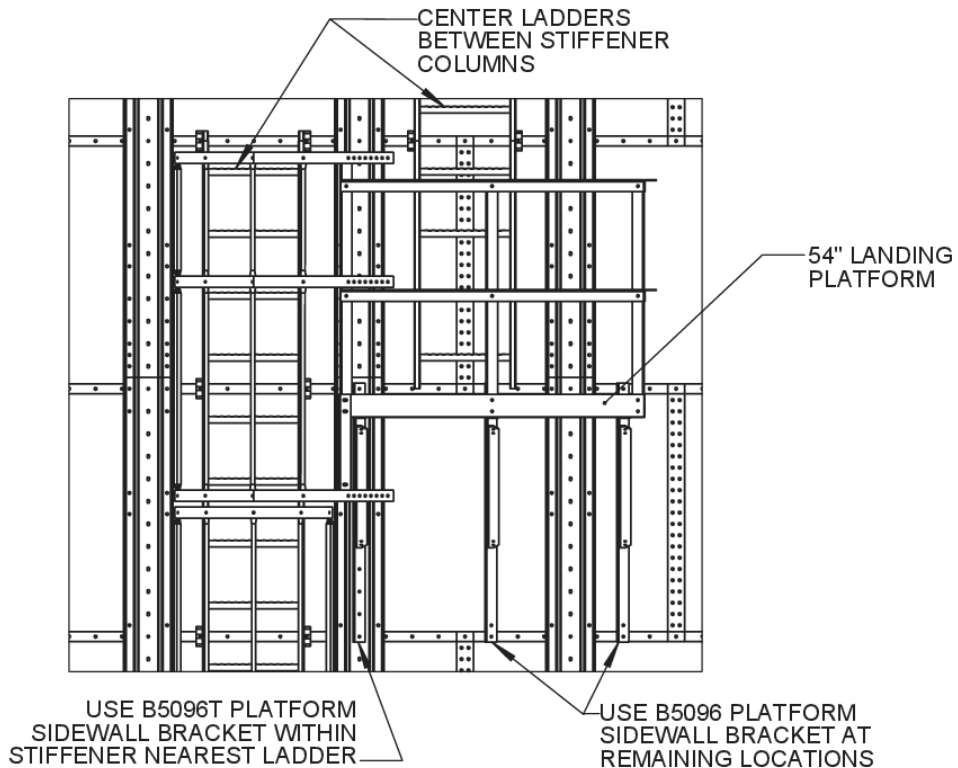 CENTER LADDERS
BETWEEN STIFFENER
COLUMNS
54" LANDING
PLATFORM
USE B5096T PLATFORM
SIDEWALL BRACKET WITHIN
STIFFENER NEAREST LADDER
USE B5096 PLATFORM
SIDEWALL BRACKET AT
REMAINING LOCATIONS